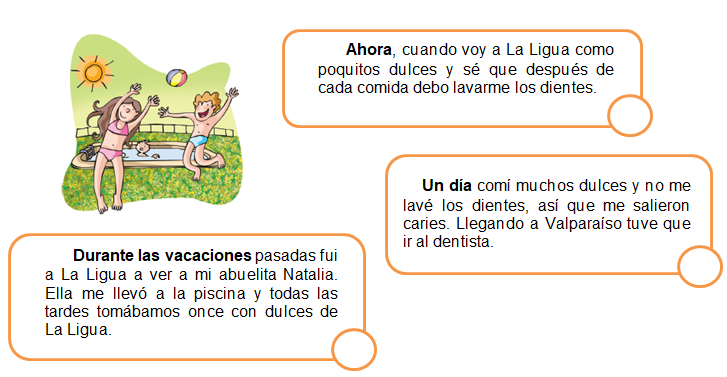 Ahora, cuando voy a La Ligua como
poquitos dulces y sé que después de
cada comida debo lavarme los dientes.
Un día comí muchos dulces y no me
lavé los dientes, así que me salieron
caries. Llegando a Valparaíso tuve que
ir al dentista.
Durante las vacaciones pasadas fui
a La Ligua a ver a mi abuelita Natalia.
Ella me llevó a la piscina y todas las
tardes tomábamos once con dulces de
La Ligua.